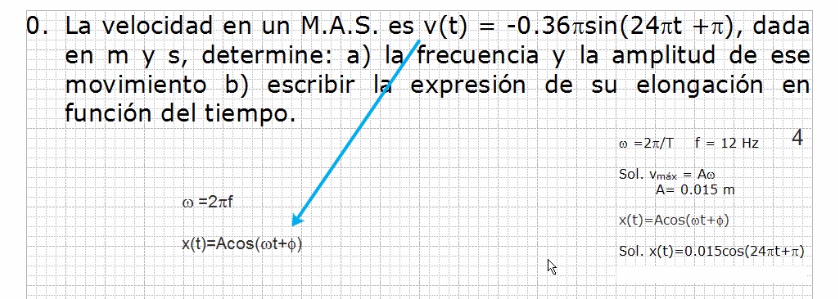 0. La velocidad en un M.A.S. es v(t) = -0.36πsin(24πt +π), dada
en m y s, determine: a) la frecuencia y la amplitud de ese
movimiento b) escribir la expresión de su elongación en
función del tiempo.
ω =2π/T f = 12 Hz 4
Sol. vmáx = Aω
A= 0.015 m
ω =2πf
x(t)=Acos(ωt+ϕ)
x(t)=Acos(ωt+ϕ)
Sol. x(t)=0.015cos(24πt+π)